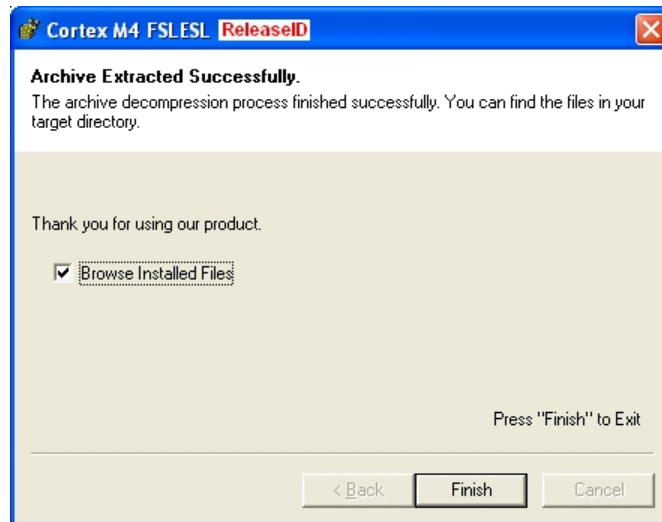 Cortex M4 FSLESL ReleaseID
Archive Extracted Successfully.
The archive decompression process finished successfully. You can find the files in your
target directory.
Thank you for using our product.
Browse Installed Files
Press "Finish" to Exit
< Back Finish Cancel